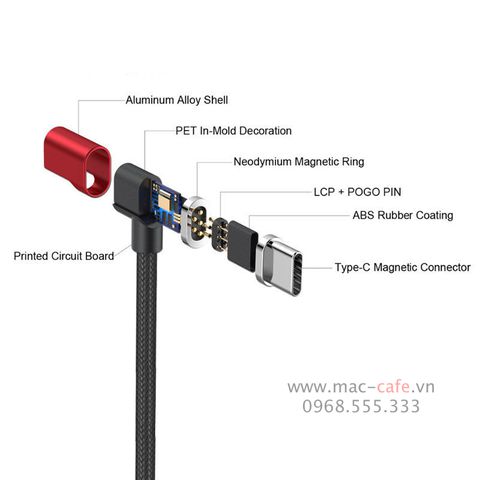 Aluminum Alloy Shell
PET In-Mold Decoration
Neodymium Magnetic Ring
LCP + POGO PIN
ABS Rubber Coating
Printed Circuit Board
Type-C Magnetic Connector
www.mac-cafe.vn
0968.555.333